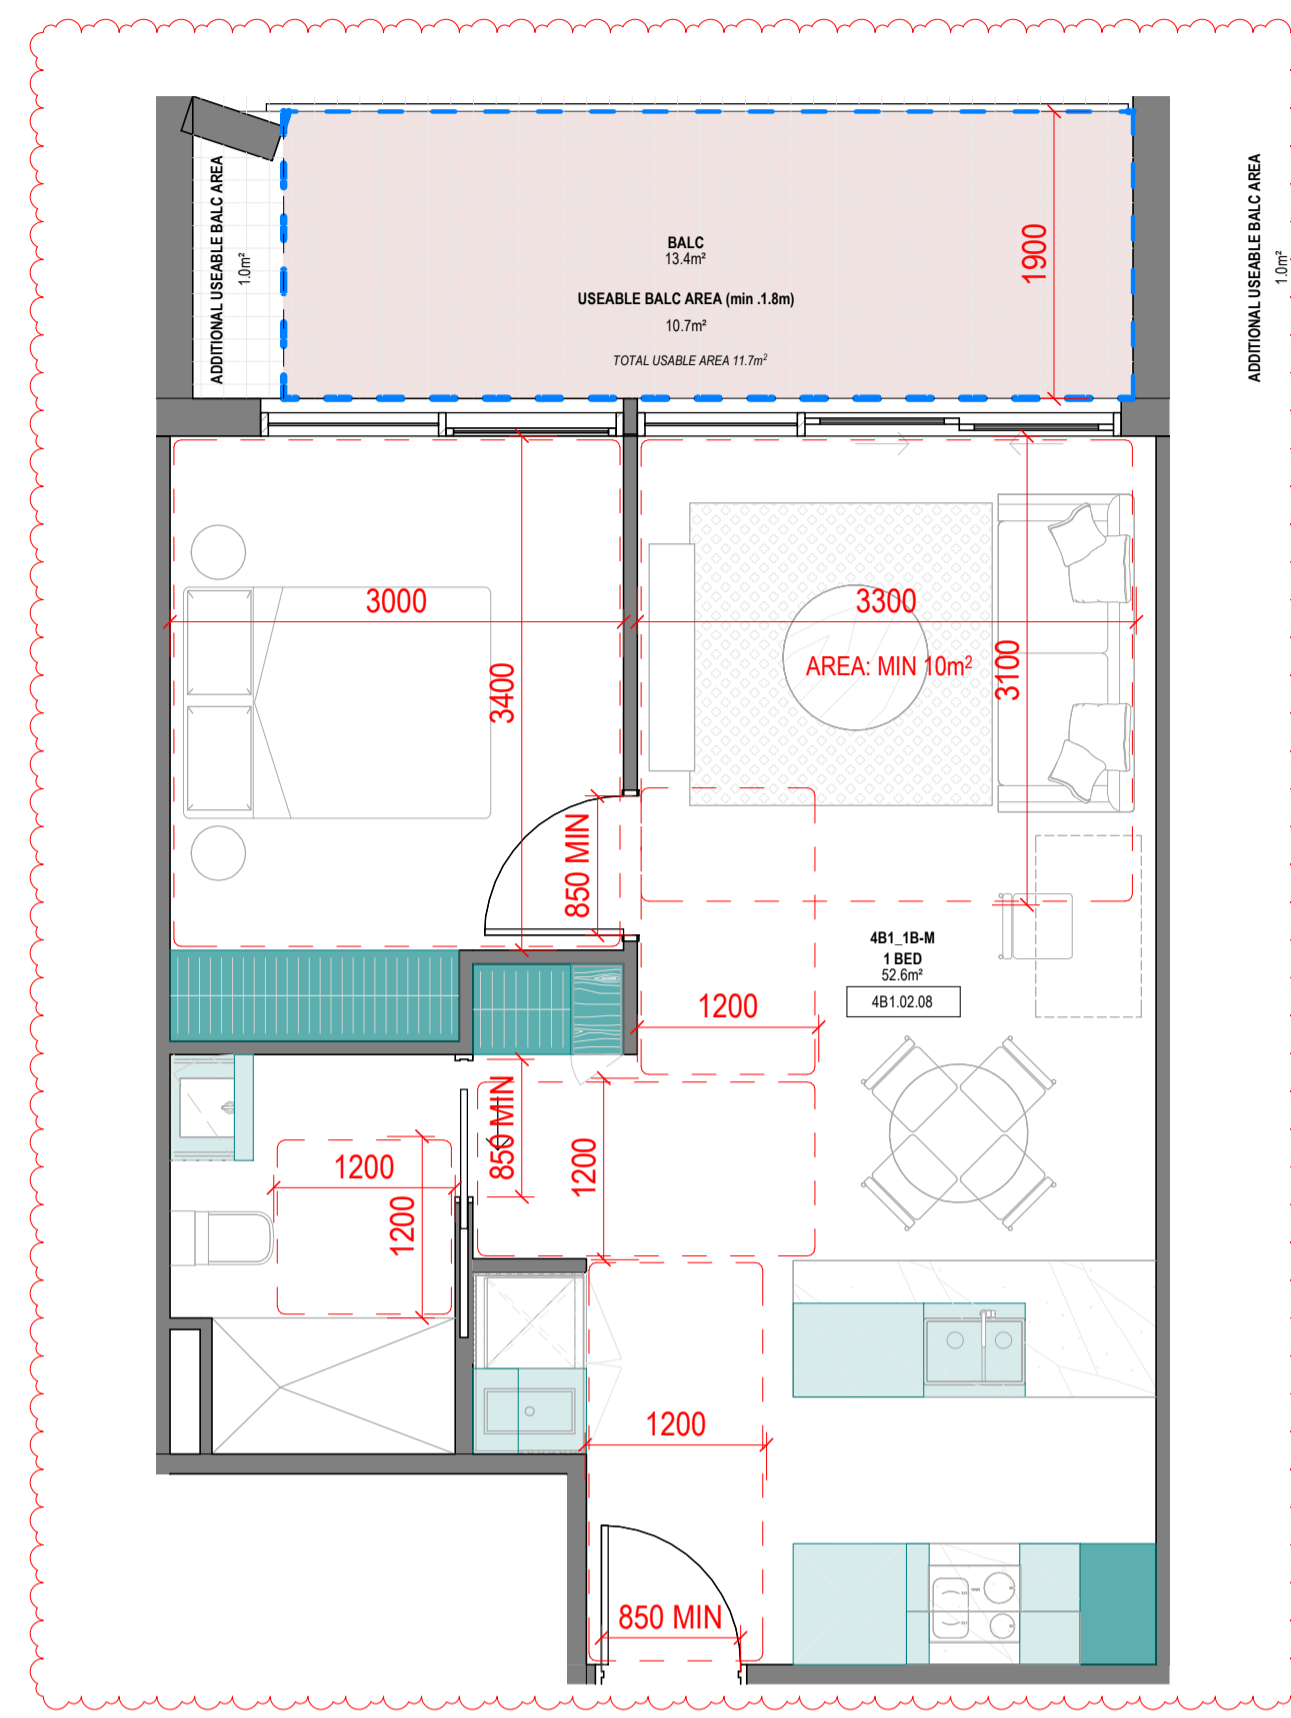 ADDITIONAL USEABLE BALC AREA
1.0m²
BALC
13.4m²
USEABLE BALC AREA (min .1.8m)
10.7m²
TOTAL USABLE AREA 11.7m²
1900
ADDITIONAL USEABLE BALC AREA
1.0m²
3000
3300
3400
AREA: MIN 10m²
3100
850 MIN
4B1_1B-M
1 BED
52.6m²
4B1.02.08
1200
850 MIN
1200
1200
1200
1200
850 MIN